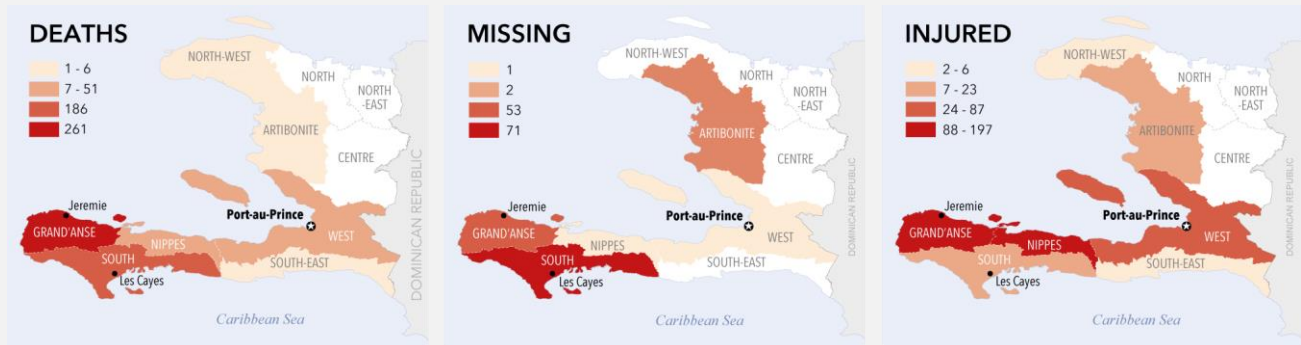 DEATHS
1 - 6
7 - 51
186
261
NORTH-WEST
NORTH
NORTH
-EAST
ARTIBONITE
CENTRE
Jeremie
Port-au-Prince
GRAND'ANSE
NIPPES
WEST
SOUTH
SOUTH-EAST
Les Cayes
Caribbean Sea
DOMINICAN REPUBLIC
MISSING
1
2
53
71
NORTH-WEST
NORTH
NORTH
-EAST
ARTIBONITE
CENTRE
Jeremie
Port-au-Prince
GRAND'ANSE
NIPPES
WEST
SOUTH
SOUTH-EAST
Les Cayes
Caribbean Sea
DOMINICAN REPUBLIC
INJURED
2 - 6
7 - 23
24 - 87
88 - 197
NORTH-WEST
NORTH
NORTH
-EAST
ARTIBONITE
CENTRE
Jeremie
Port-au-Prince
GRAND'ANSE
NIPPES
WEST
SOUTH
SOUTH-EAST
Les Cayes
Caribbean Sea
DOMINICAN REPUBLIC